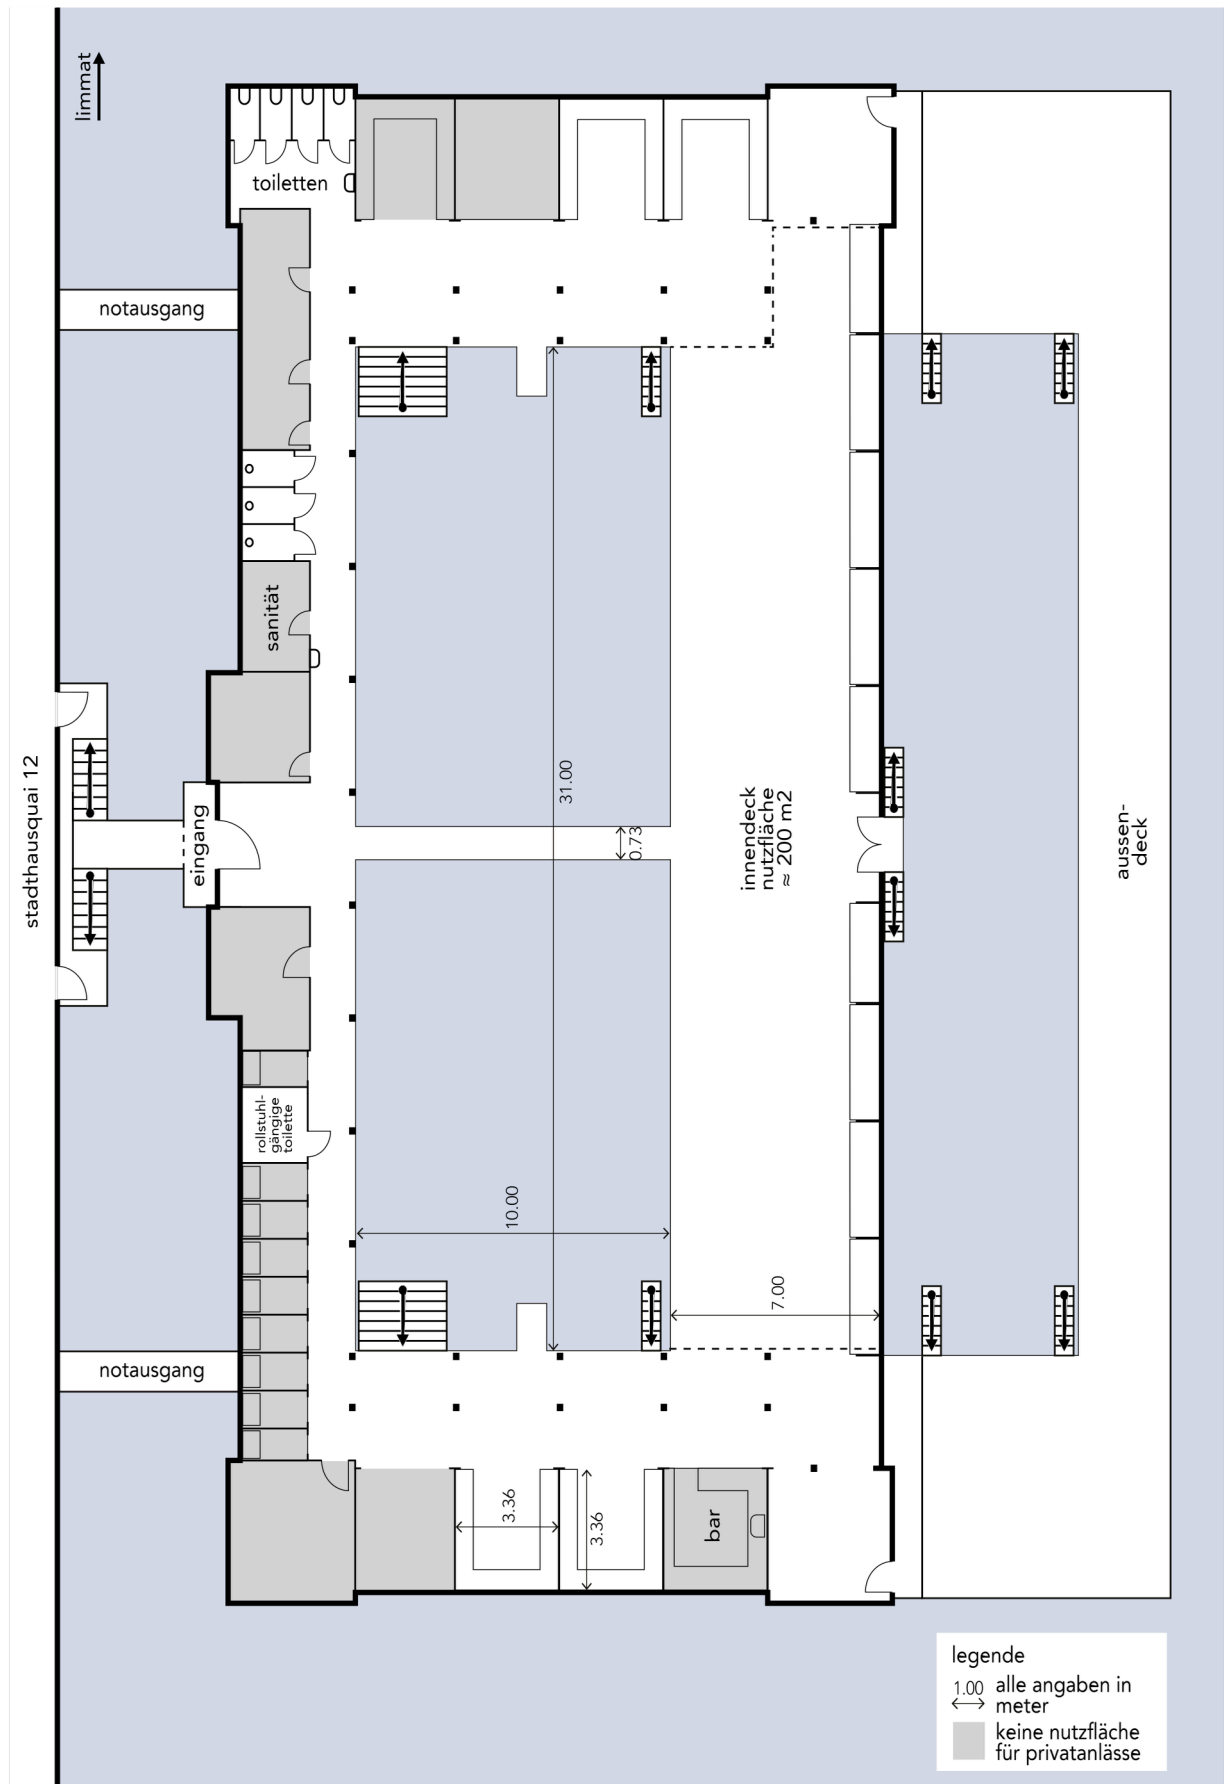 limmat
toiletten
notausgang
sanität
stadthausquai 12
eingang
31.00
0.73
innendeck
nutzfläche
≈ 200 m2
aussen-
deck
rollstuhl-
gängige
toilette
10.00
7.00
notausgang
3.36
3.36
bar
legende
1.00 alle angaben in
meter
keine nutzfläche
für privatanlässe